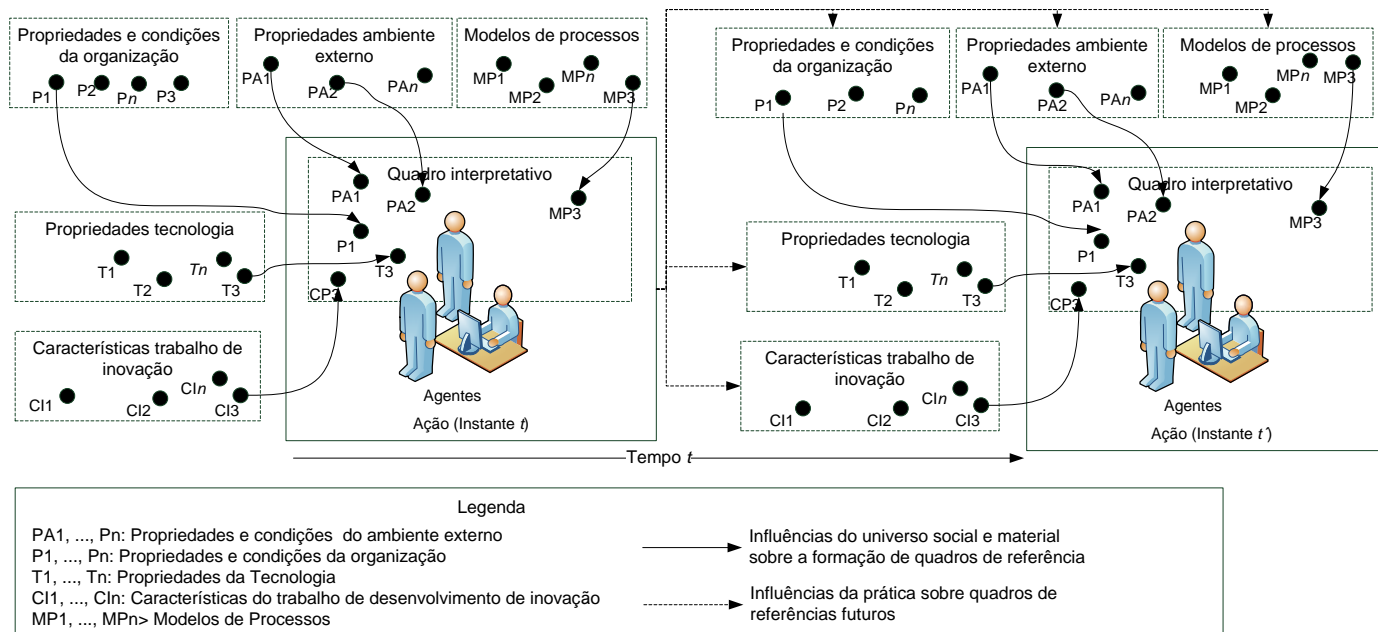 Propriedades e condições
da organização
P1
P2
Pn
P3
Propriedades ambiente
externo
PA1
PA2
PAn
Modelos de processos
MP1
MP2
MPn
MP3
Quadro interpretativo
PA1
PA2
MP3
P1
T3
CP3
Propriedades tecnologia
T1
T2
Tn
T3
Características trabalho de
inovação
CI1
CI2
CIn
CI3
Agentes
Ação (Instante t)
Propriedades e condições
da organização
P1
P2
Pn
Propriedades ambiente
externo
PA1
PA2
PAn
Modelos de processos
MP1
MP2
MPn
MP3
Quadro interpretativo
PA1
PA2
MP3
P1
T3
CP3
Propriedades tecnologia
T1
T2
Tn
T3
Características trabalho de
inovação
CI1
CI2
CIn
CI3
Agentes
Ação (Instante t´)
Tempo t
Legenda
PA1, ..., Pn: Propriedades e condições do ambiente externo
P1, ..., Pn: Propriedades e condições da organização
T1, ..., Tn: Propriedades da Tecnologia
CI1, ..., CIn: Características do trabalho de desenvolvimento de inovação
MP1, ..., MPn> Modelos de Processos
Influências do universo social e material
sobre a formação de quadros de referência
Influências da prática sobre quadros de
referências futuros